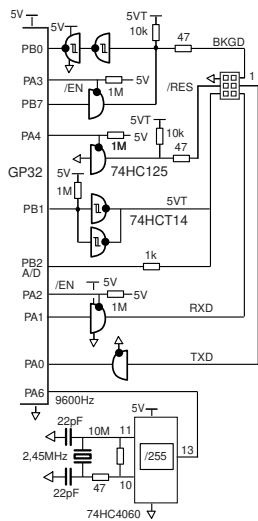 5V
5V
5VT
10k
47
BKGD
PB0
PA3
5V
/EN
1M
PB7
/RES
1
5VT
PA4
5V
10k
1M
47
GP32
5V
74HC125
1M
5VT
PB1
74HCT14
PB2
A/D
1k
/EN
5V
PA2
5V
1M
PA1
RXD
PA0
TXD
PA6
9600Hz
5V
22pF
10M
11
2,45MHz
/255
13
47
10
22pF
74HC4060